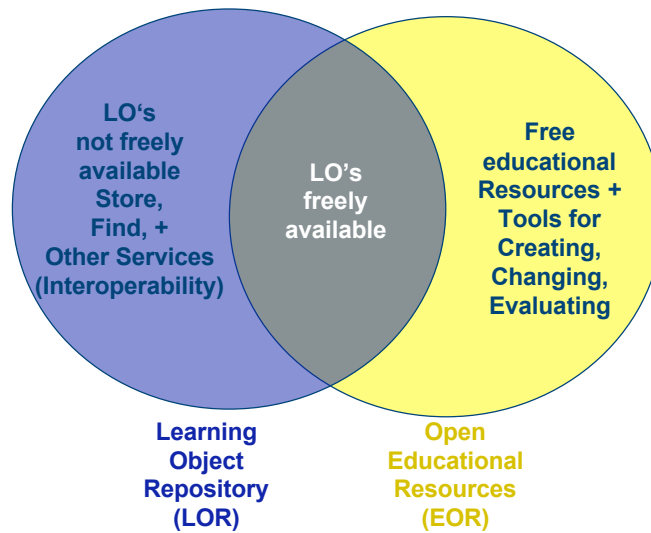 LO‘s
not freely
available
Store,
Find, +
Other Services
(Interoperability)
LO’s
freely
available
Free
educational
Resources +
Tools for
Creating,
Changing,
Evaluating
Learning
Object
Repository
(LOR)
Open
Educational
Resources
(EOR)